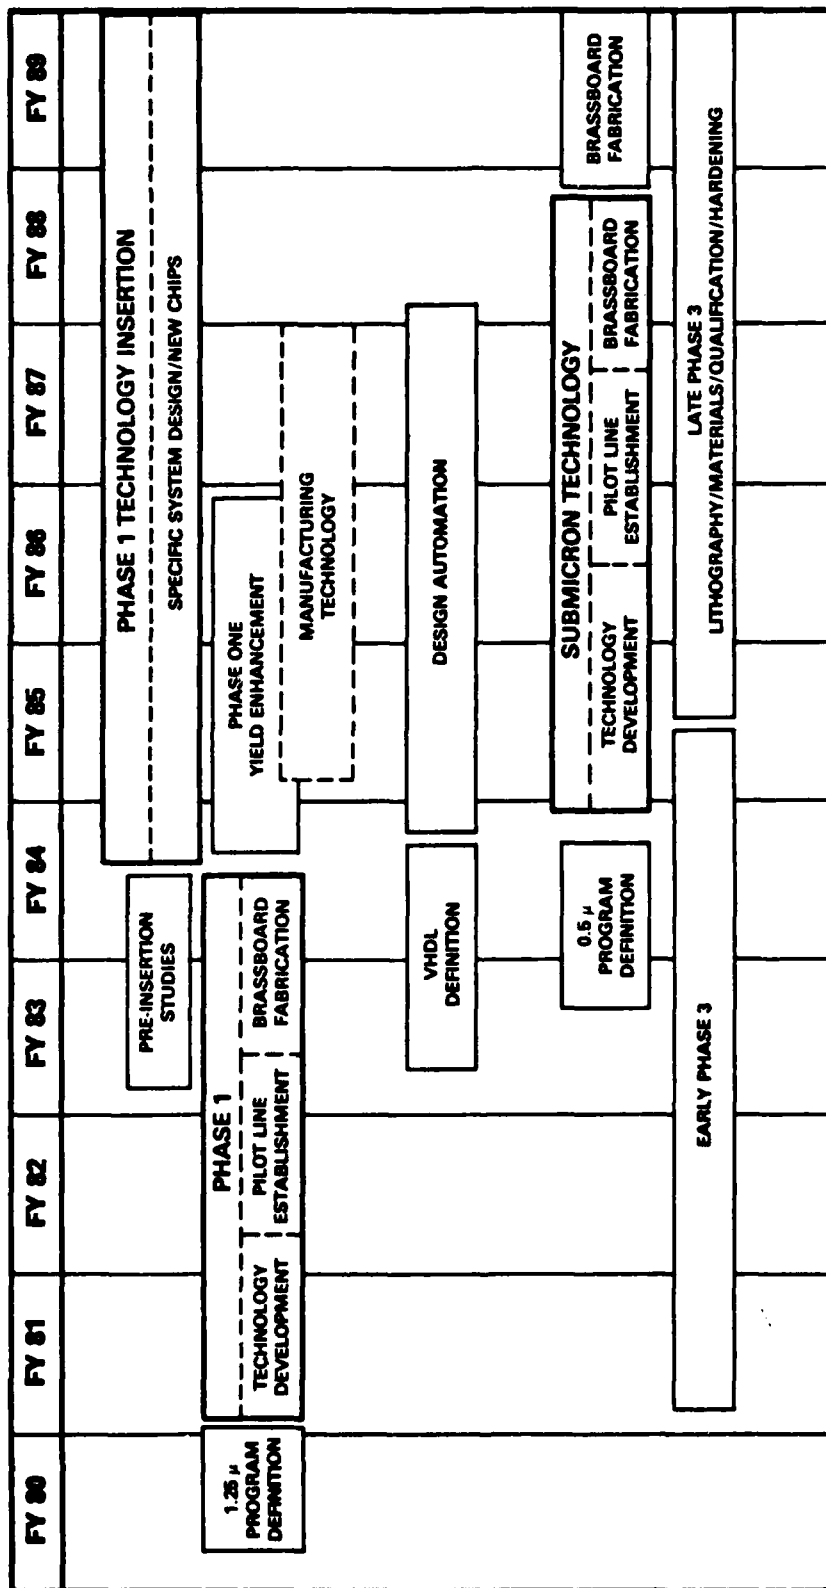 FY 80
FY 81
FY 82
FY 83
FY 84
FY 85
FY 86
FY 87
FY 88
FY 89
PHASE 1 TECHNOLOGY INSERTION
SPECIFIC SYSTEM DESIGN/NEW CHIPS
PRE-INSERTION
STUDIES
1.25 μ
PROGRAM
DEFINITION
PHASE 1
TECHNOLOGY
DEVELOPMENT
PILOT LINE
ESTABLISHMENT
BRASSBOARD
FABRICATION
PHASE ONE
YIELD ENHANCEMENT
MANUFACTURING
TECHNOLOGY
VHDL
DEFINITION
DESIGN AUTOMATION
0.5 μ
PROGRAM
DEFINITION
SUBMICRON TECHNOLOGY
TECHNOLOGY
DEVELOPMENT
PILOT LINE
ESTABLISHMENT
BRASSBOARD
FABRICATION
BRASSBOARD
FABRICATION
EARLY PHASE 3
LATE PHASE 3
LITHOGRAPHY/MATERIALS/QUALIFICATION/HARDENING